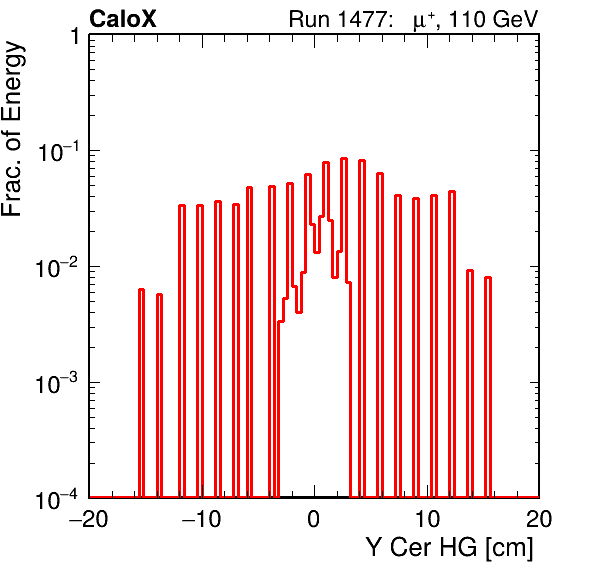 CaloX Run 1477: μ⁺, 110 GeV
Frac. of Energy
1
10⁻¹
10⁻²
10⁻³
10⁻⁴
−20 −10 0 10 20
Y Cer HG [cm]